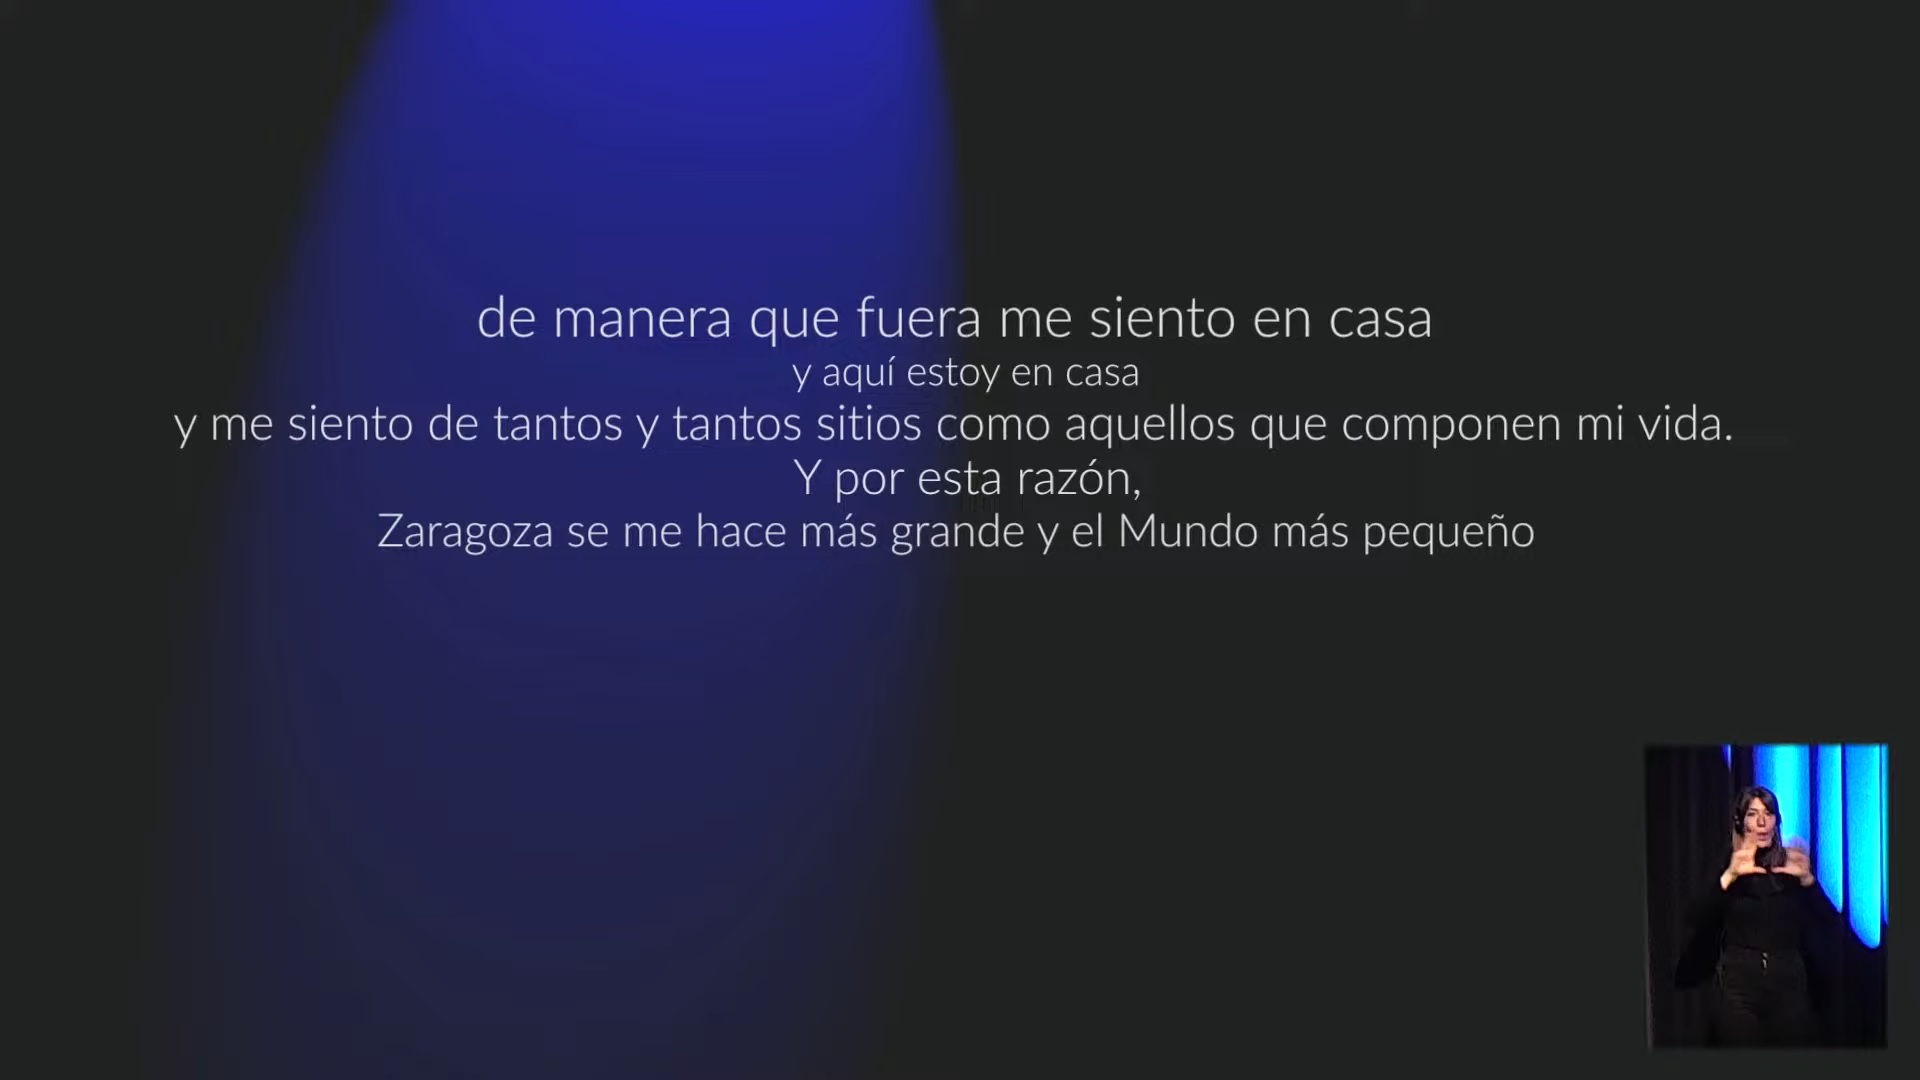 de manera que fuera me siento en casa
y aquí estoy en casa
y me siento de tantos y tantos sitios como aquellos que componen mi vida.
Y por esta razón,
Zaragoza se me hace más grande y el Mundo más pequeño